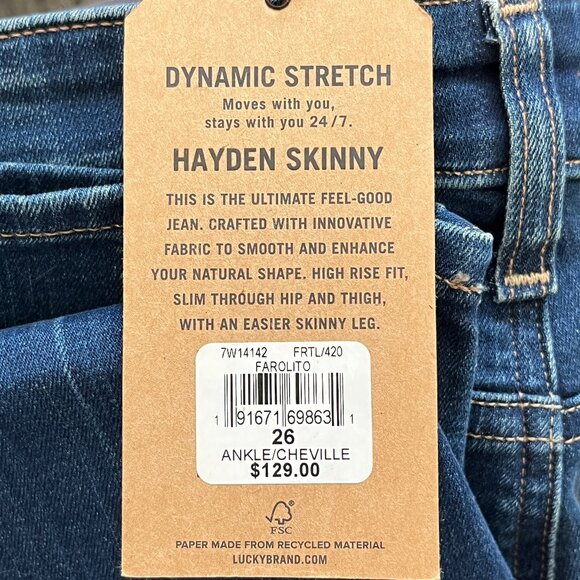 DYNAMIC STRETCH
Moves with you,
stays with you 24/7.
HAYDEN SKINNY
THIS IS THE ULTIMATE FEEL-GOOD
JEAN. CRAFTED WITH INNOVATIVE
FABRIC TO SMOOTH AND ENHANCE
YOUR NATURAL SHAPE. HIGH RISE FIT,
SLIM THROUGH HIP AND THIGH,
WITH AN EASIER SKINNY LEG.
7W14142 FRTL/420
FAROLITO
1 91671 69863 1
26
ANKLE/CHEVILLE
$129.00
FSC
PAPER MADE FROM RECYCLED MATERIAL
LUCKYBRAND.COM